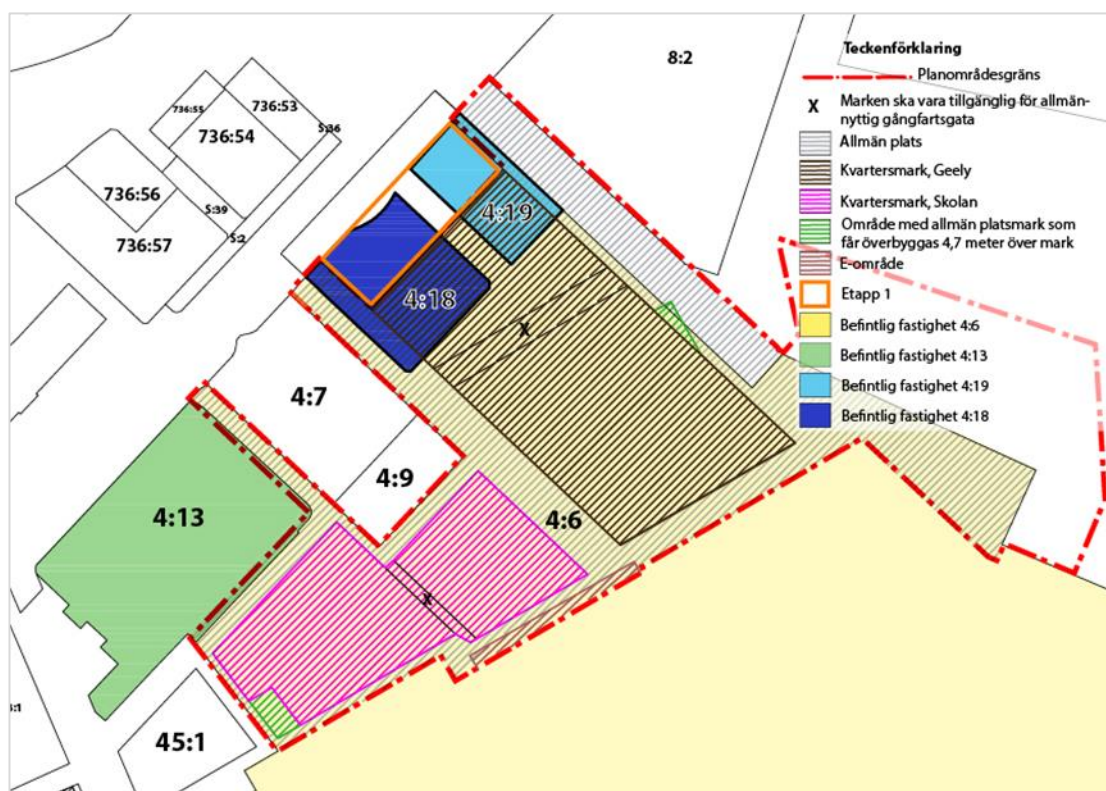 8:2
Teckenförklaring
Planområdesgräns
X
Marken ska vara tillgänglig för allmän-
nyttig gångfartsgata
Allmän plats
Kvartersmark, Geely
Kvartersmark, Skolan
Område med allmän platsmark som
får överbyggas 4,7 meter över mark
E-område
Etapp 1
Befintlig fastighet 4:6
Befintlig fastighet 4:13
Befintlig fastighet 4:19
Befintlig fastighet 4:18
736:55
736:53
736:54
S:36
736:56
S:39
736:57
S:2
4:19
4:18
X
4:7
4:9
4:13
4:6
X
45:1